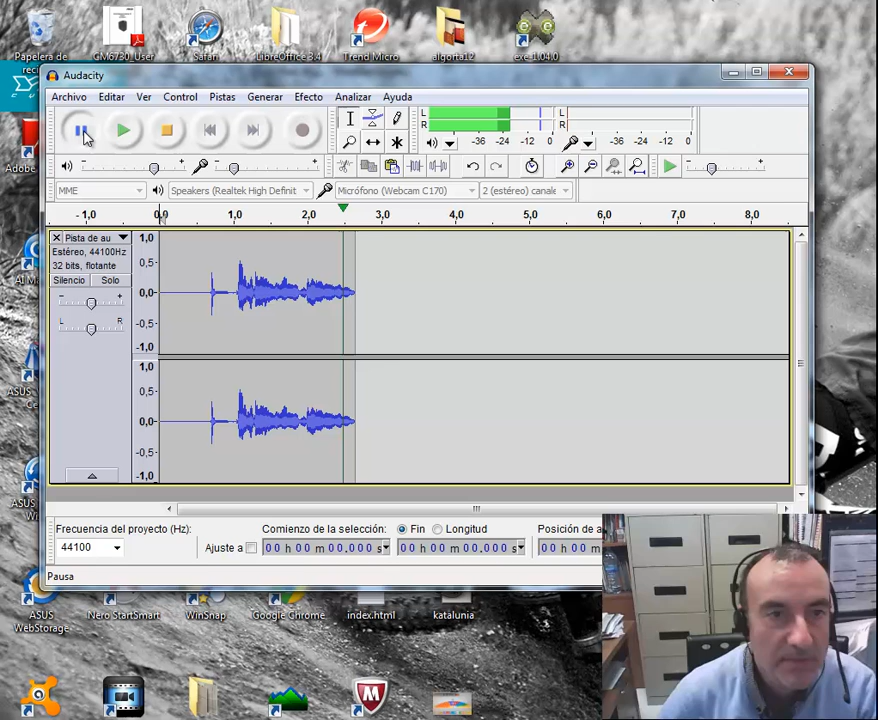 Papelera de
reci
CM6730_User
Safari
LibreOffice 3.4
Trend Micro
algorta12
exe-1.04.0
Audacity
Archivo Editar Ver Control Pistas Generar Efecto Analizar Ayuda
L
R
-36 -24 -12 0
L
R
-36 -24 -12 0
Adobe
MME
Speakers (Realtek High Definit
Micrófono (Webcam C170)
2 (estéreo) canale
-1,0 0,0 1,0 2,0 3,0 4,0 5,0 6,0 7,0 8,0
Pista de au
Estéreo, 44100Hz
32 bits, flotante
Silencio Solo
- +
L R
1,0
0,5
0,0
-0,5
-1,0
1,0
0,5
0,0
-0,5
-1,0
ASUS
Frecuencia del proyecto (Hz):
44100
Ajuste a
Comienzo de la selección:
Fin
Longitud
Posición de a
00 h 00 m 00.000 s
00 h 00 m 00.000 s
00 h 00 m
Pausa
ASUS
WebStorage
Nero StartSmart
WinSnap
Google Chrome
index.html
katalunia